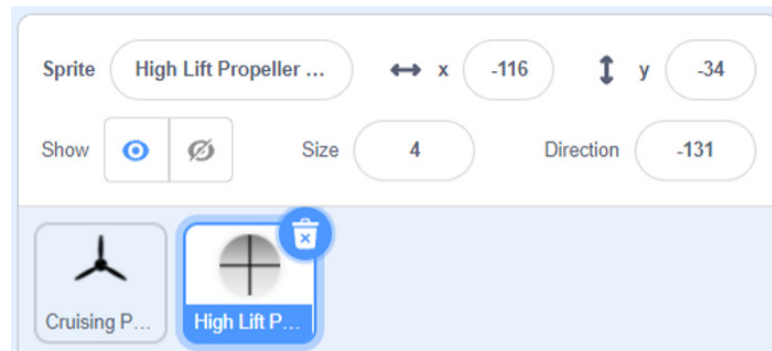 Sprite High Lift Propeller ... x -116 y -34
Show Size 4 Direction -131
Cruising P... High Lift P...